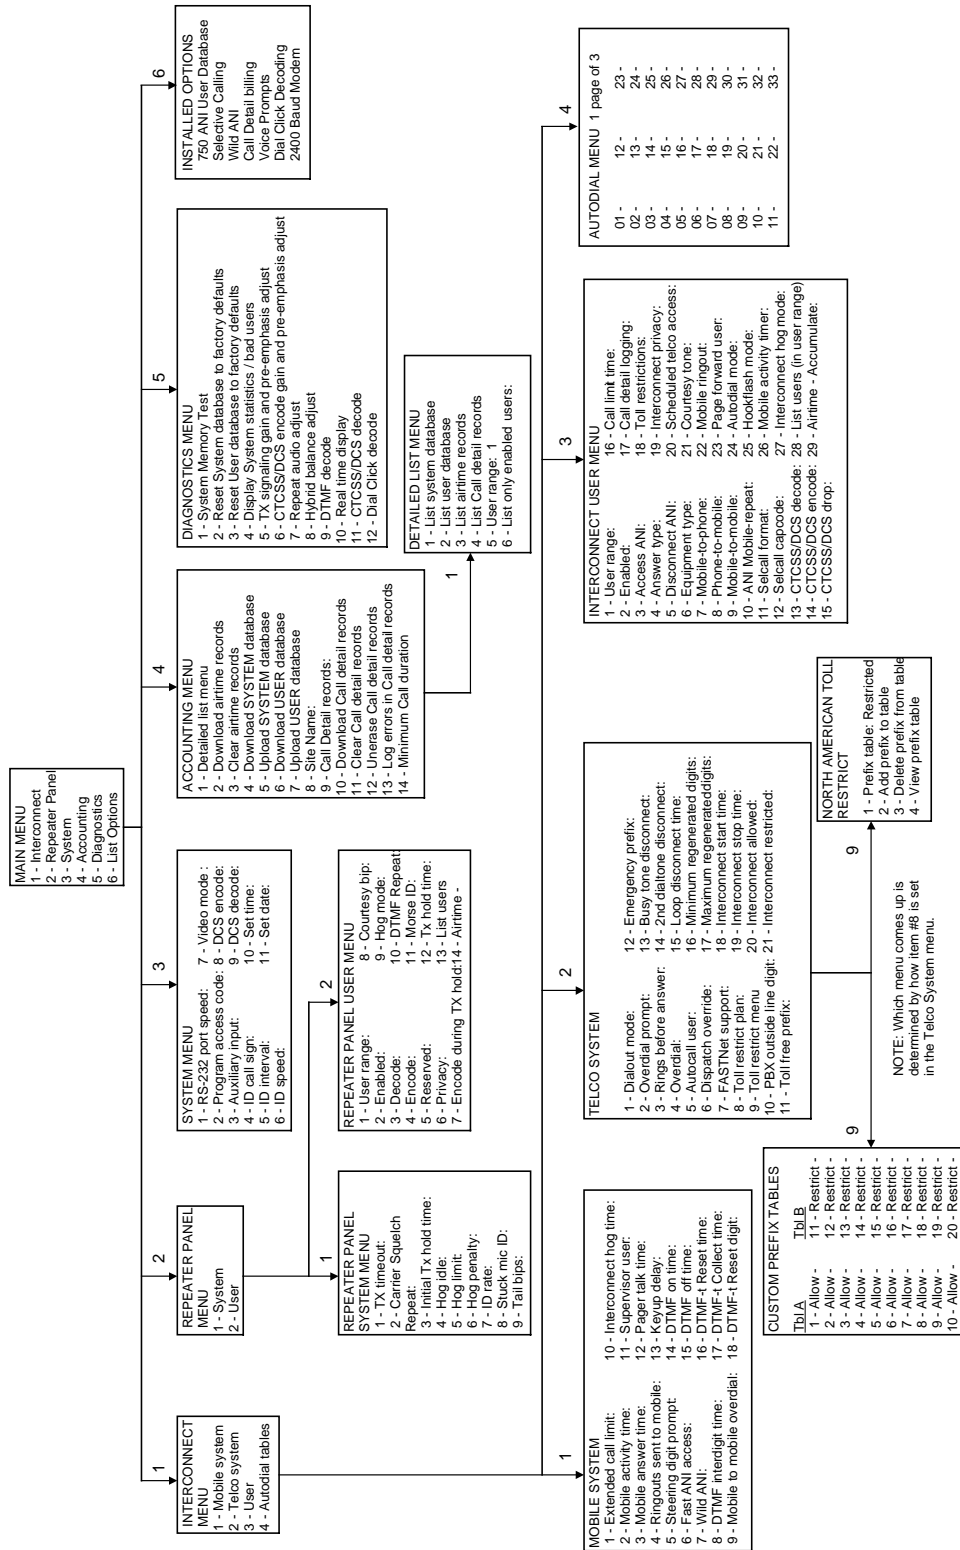 MAIN MENU
1 - Interconnect
2 - Repeater Panel
3 - System
4 - Accounting
5 - Diagnostics
6 - List Options
1
2
3
4
5
6
INTERCONNECT
MENU
1 - Mobile system
2 - Telco system
3 - User
4 - Autodial tables
REPEATER PANEL
MENU
1 - System
2 - User
SYSTEM MENU
1 - RS-232 port speed:
2 - Program access code:
3 - Auxiliary input:
4 - ID call sign:
5 - ID interval:
6 - ID speed:
7 - Video mode :
8 - DCS encode:
9 - DCS decode:
10 - Set time:
11 - Set date:
ACCOUNTING MENU
1 - Detailed list menu
2 - Download airtime records
3 - Clear airtime records
4 - Download SYSTEM database
5 - Upload SYSTEM database
6 - Download USER database
7 - Upload USER database
8 - Site Name:
9 - Call Detail records:
10 - Download Call detail records
11 - Clear Call detail records
12 - Unerase Call detail records
13 - Log errors in Call detail records
14 - Minimum Call duration
DIAGNOSTICS MENU
1 - System Memory Test
2 - Reset System database to factory defaults
3 - Reset User database to factory defaults
4 - Display System statistics / bad users
5 - TX signaling gain and pre-emphasis adjust
6 - CTCSS/DCS encode gain and pre-emphasis adjust
7 - Repeat audio adjust
8 - Hybrid balance adjust
9 - DTMF decode
10 - Real time display
11 - CTCSS/DCS decode
12 - Dial Click decode
INSTALLED OPTIONS
750 ANI User Database
Selective Calling
Wild ANI
Call Detail billing
Voice Prompts
Dial Click Decoding
2400 Baud Modem
1
2
1
REPEATER PANEL
SYSTEM MENU
1 - TX timeout:
2 - Carrier Squelch
Repeat:
3 - Initial Tx hold time:
4 - Hog idle:
5 - Hog limit:
6 - Hog penalty:
7 - ID rate:
8 - Stuck mic ID:
9 - Tail bips:
REPEATER PANEL USER MENU
1 - User range:
2 - Enabled:
3 - Decode:
4 - Encode:
5 - Reserved:
6 - Privacy:
7 - Encode during TX hold:
8 - Courtesy bip:
9 - Hog mode:
10 - DTMF Repeat:
11 - Morse ID:
12 - Tx hold time:
13 - List users
14 - Airtime -
DETAILED LIST MENU
1 - List system database
2 - List user database
3 - List airtime records
4 - List Call detail records
5 - User range: 1
6 - List only enabled users:
1
2
3
4
MOBILE SYSTEM
1 - Extended call limit:
2 - Mobile activity time:
3 - Mobile answer time:
4 - Ringouts sent to mobile:
5 - Steering digit prompt:
6 - Fast ANI access:
7 - Wild ANI:
8 - DTMF interdigit time:
9 - Mobile to mobile overdial:
10 - Interconnect hog time:
11 - Supervisor user:
12 - Pager talk time:
13 - Keyup delay:
14 - DTMF on time:
15 - DTMF off time:
16 - DTMF-t Reset time:
17 - DTMF-t Collect time:
18 - DTMF-t Reset digit:
TELCO SYSTEM
1 - Dialout mode:
2 - Overdial prompt:
3 - Rings before answer:
4 - Overdial:
5 - Autocall user:
6 - Dispatch override:
7 - FASTNet support:
8 - Toll restrict plan:
9 - Toll restrict menu
10 - PBX outside line digit:
11 - Toll free prefix:
12 - Emergency prefix:
13 - Busy tone disconnect:
14 - 2nd dialtone disconnect:
15 - Loop disconnect time:
16 - Minimum regenerated digits:
17 - Maximum regenerateddigits:
18 - Interconnect start time:
19 - Interconnect stop time:
20 - Interconnect allowed:
21 - Interconnect restricted:
INTERCONNECT USER MENU
1 - User range:
2 - Enabled:
3 - Access ANI:
4 - Answer type:
5 - Disconnect ANI:
6 - Equipment type:
7 - Mobile-to-phone:
8 - Phone-to-mobile:
9 - Mobile-to-mobile:
10 - ANI Mobile-repeat:
11 - Selcall format:
12 - Selcall capcode:
13 - CTCSS/DCS decode:
14 - CTCSS/DCS encode:
15 - CTCSS/DCS drop:
16 - Call limit time:
17 - Call detail logging:
18 - Toll restrictions:
19 - Interconnect privacy:
20 - Scheduled telco access:
21 - Courtesy tone:
22 - Mobile ringout:
23 - Page forward user:
24 - Autodial mode:
25 - Hookflash mode:
26 - Mobile activity timer:
27 - Interconnect hog mode:
28 - List users (in user range)
29 - Airtime - Accumulate:
AUTODIAL MENU 1 page of 3
01 - 12 - 23 -
02 - 13 - 24 -
03 - 14 - 25 -
04 - 15 - 26 -
05 - 16 - 27 -
06 - 17 - 28 -
07 - 18 - 29 -
08 - 19 - 30 -
09 - 20 - 31 -
10 - 21 - 32 -
11 - 22 - 33 -
9
9
CUSTOM PREFIX TABLES
Tbl A Tbl B
1 - Allow - 11 - Restrict -
2 - Allow - 12 - Restrict -
3 - Allow - 13 - Restrict -
4 - Allow - 14 - Restrict -
5 - Allow - 15 - Restrict -
6 - Allow - 16 - Restrict -
7 - Allow - 17 - Restrict -
8 - Allow - 18 - Restrict -
9 - Allow - 19 - Restrict -
10 - Allow - 20 - Restrict -
NOTE: Which menu comes up is
determined by how item #8 is set
in the Telco System menu.
NORTH AMERICAN TOLL
RESTRICT
1 - Prefix table: Restricted
2 - Add prefix to table
3 - Delete prefix from table
4 - View prefix table